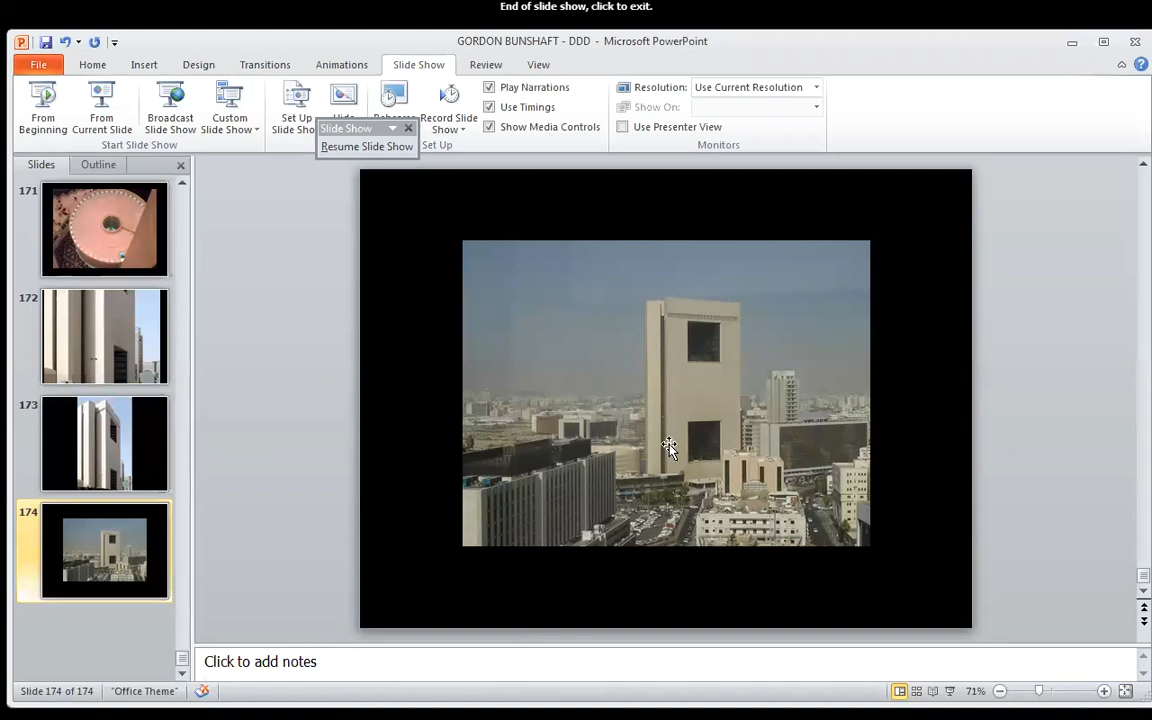 End of slide show, click to exit.
GORDON BUNSHAFT - DDD - Microsoft PowerPoint
File Home Insert Design Transitions Animations Slide Show Review View
From Beginning
From Current Slide
Broadcast Slide Show
Custom Slide Show
Start Slide Show
Set Up
Record Slide Show
Set Up
Play Narrations
Use Timings
Show Media Controls
Resolution: Use Current Resolution
Show On:
Use Presenter View
Monitors
Slide Show
Resume Slide Show
Slides Outline
171
172
173
174
Click to add notes
Slide 174 of 174 "Office Theme" 71%